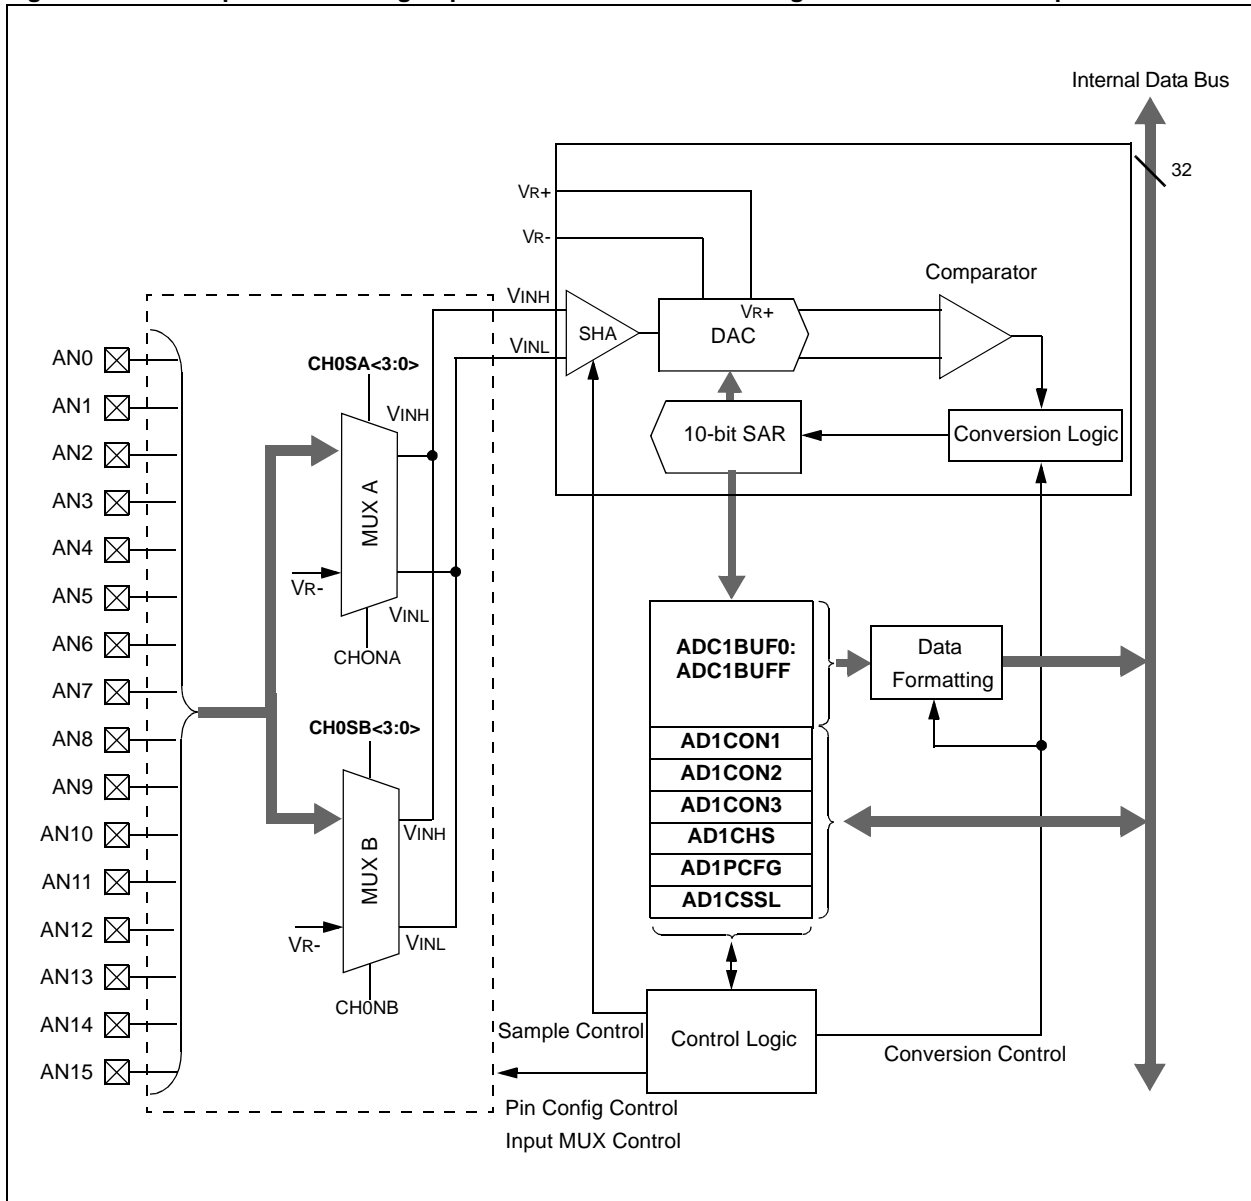 Internal Data Bus
32
VR+
VR-
Comparator
VINH
VINL
SHA
VR+
DAC
10-bit SAR
Conversion Logic
AN0
AN1
AN2
AN3
AN4
AN5
AN6
AN7
AN8
AN9
AN10
AN11
AN12
AN13
AN14
AN15
CH0SA<3:0>
VINH
MUX A
VR-
VINL
CHONA
CH0SB<3:0>
VINH
MUX B
VR-
VINL
CH0NB
ADC1BUF0:
ADC1BUFF
Data
Formatting
AD1CON1
AD1CON2
AD1CON3
AD1CHS
AD1PCFG
AD1CSSL
Sample Control
Control Logic
Conversion Control
Pin Config Control
Input MUX Control